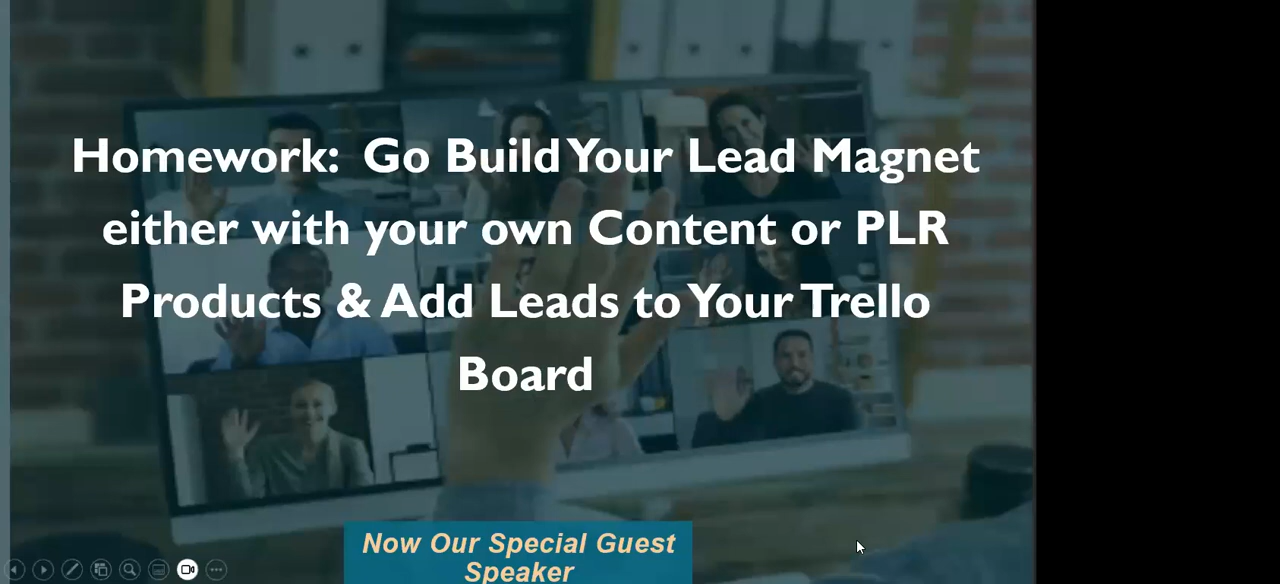 Homework: Go Build Your Lead Magnet
either with your own Content or PLR
Products & Add Leads to Your Trello
Board
Now Our Special Guest
Speaker